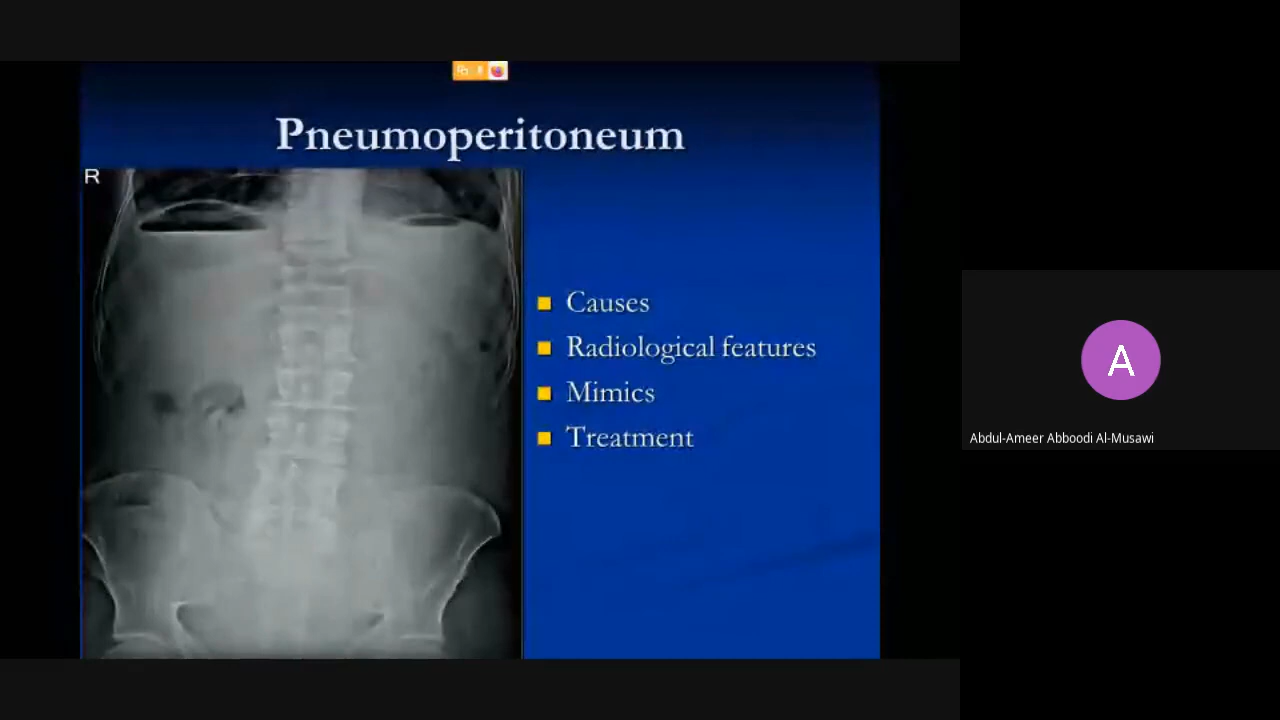 Pneumoperitoneum
R
Causes
Radiological features
Mimics
Treatment
A
Abdul-Ameer Abboodi Al-Musawi